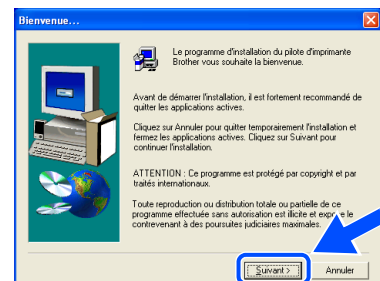 Bienvenue...
Le programme d'installation du pilote d'imprimante
Brother vous souhaite la bienvenue.
Avant de démarrer l'installation, il est fortement recommandé de
quitter les applications actives.
Cliquez sur Annuler pour quitter temporairement l'installation et
fermez les applications actives. Cliquez sur Suivant pour
continuer l'installation.
ATTENTION : Ce programme est protégé par copyright et par
traités internationaux.
Toute reproduction ou distribution totale ou partielle de ce
programme effectuée sans autorisation est illicite et expose le
contrevenant à des poursuites judiciaires maximales.
Suivant >
Annuler